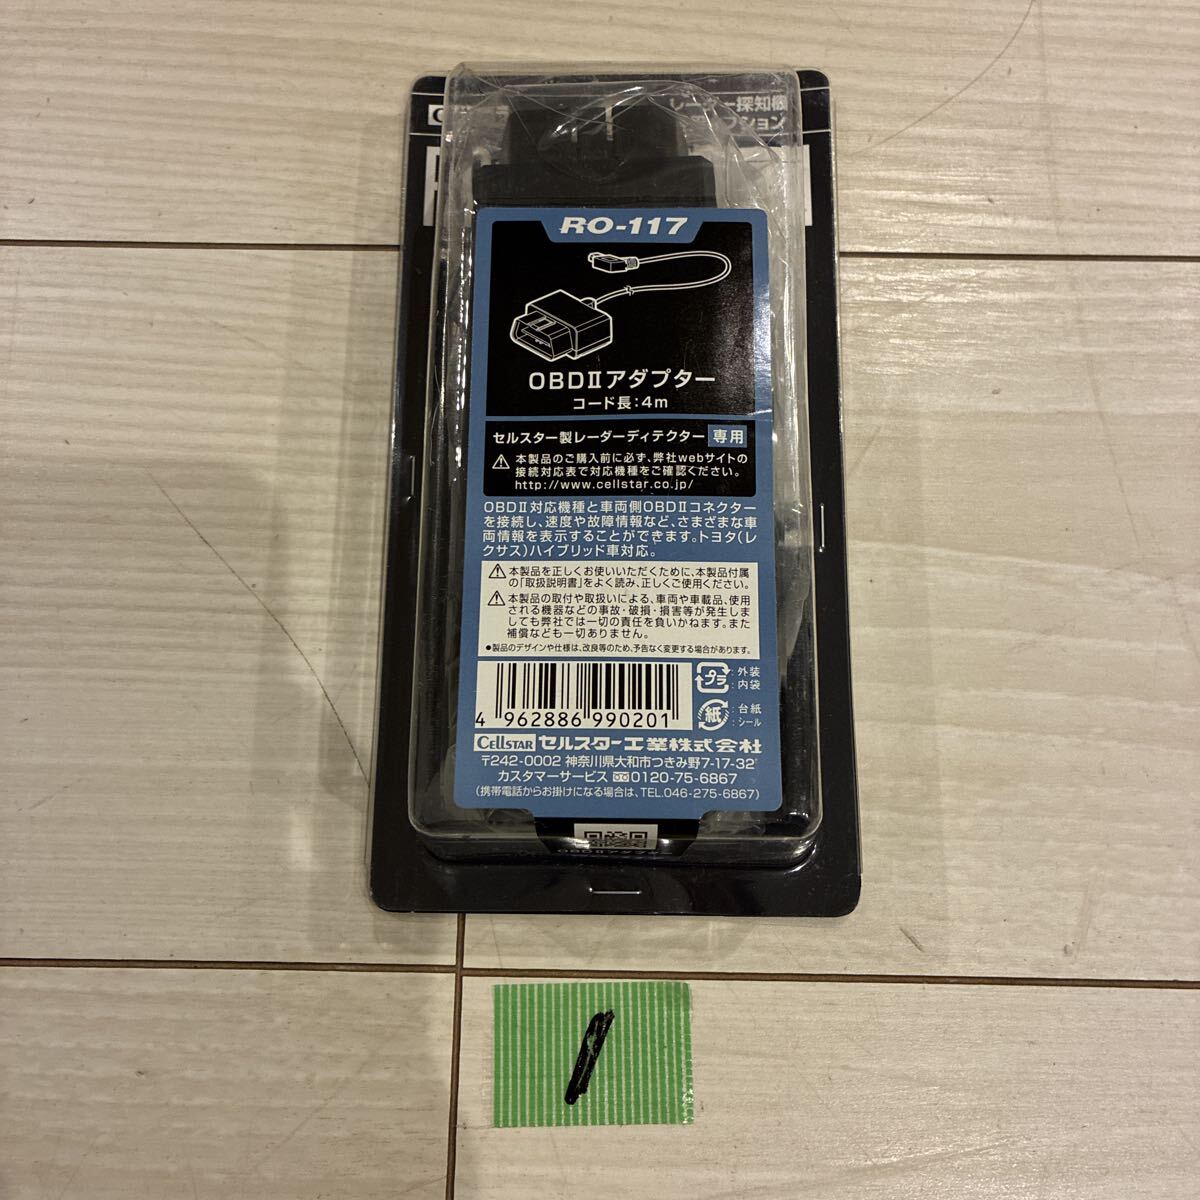 レーダー探知機
RO-117
OBDⅡアダプター
コード長:4m
セルスター製レーダーディテクター 専用
⚠ 本製品のご購入前に必ず、弊社webサイトの
接続対応表で対応機種をご確認ください。
http://www.cellstar.co.jp/
OBDⅡ対応機種と車両側OBDⅡコネクター
を接続し、速度や故障情報など、さまざまな車
両情報を表示することができます。トヨタ(レ
クサス)ハイブリッド車対応。
⚠ 本製品を正しくお使いいただくために、本製品付属
の「取扱説明書」をよく読み、正しくご使用ください。
⚠ 本製品の取付や取扱いによる、車両や車載品、使用
される機器などの事故・破損・損害等が発生しま
しても弊社では一切の責任を負いかねます。また
補償なども一切ありません。
●製品のデザインや仕様は、改良等のため、予告なく変更する場合があります。
プラ :外装
:内袋
紙 :台紙
:シール
4 962886 990201
CELLSTAR セルスター工業株式会社
〒242-0002 神奈川県大和市つきみ野7-17-32
カスタマーサービス 0120-75-6867
(携帯電話からお掛けになる場合は、TEL.046-275-6867)
OBDⅡアダプター
1